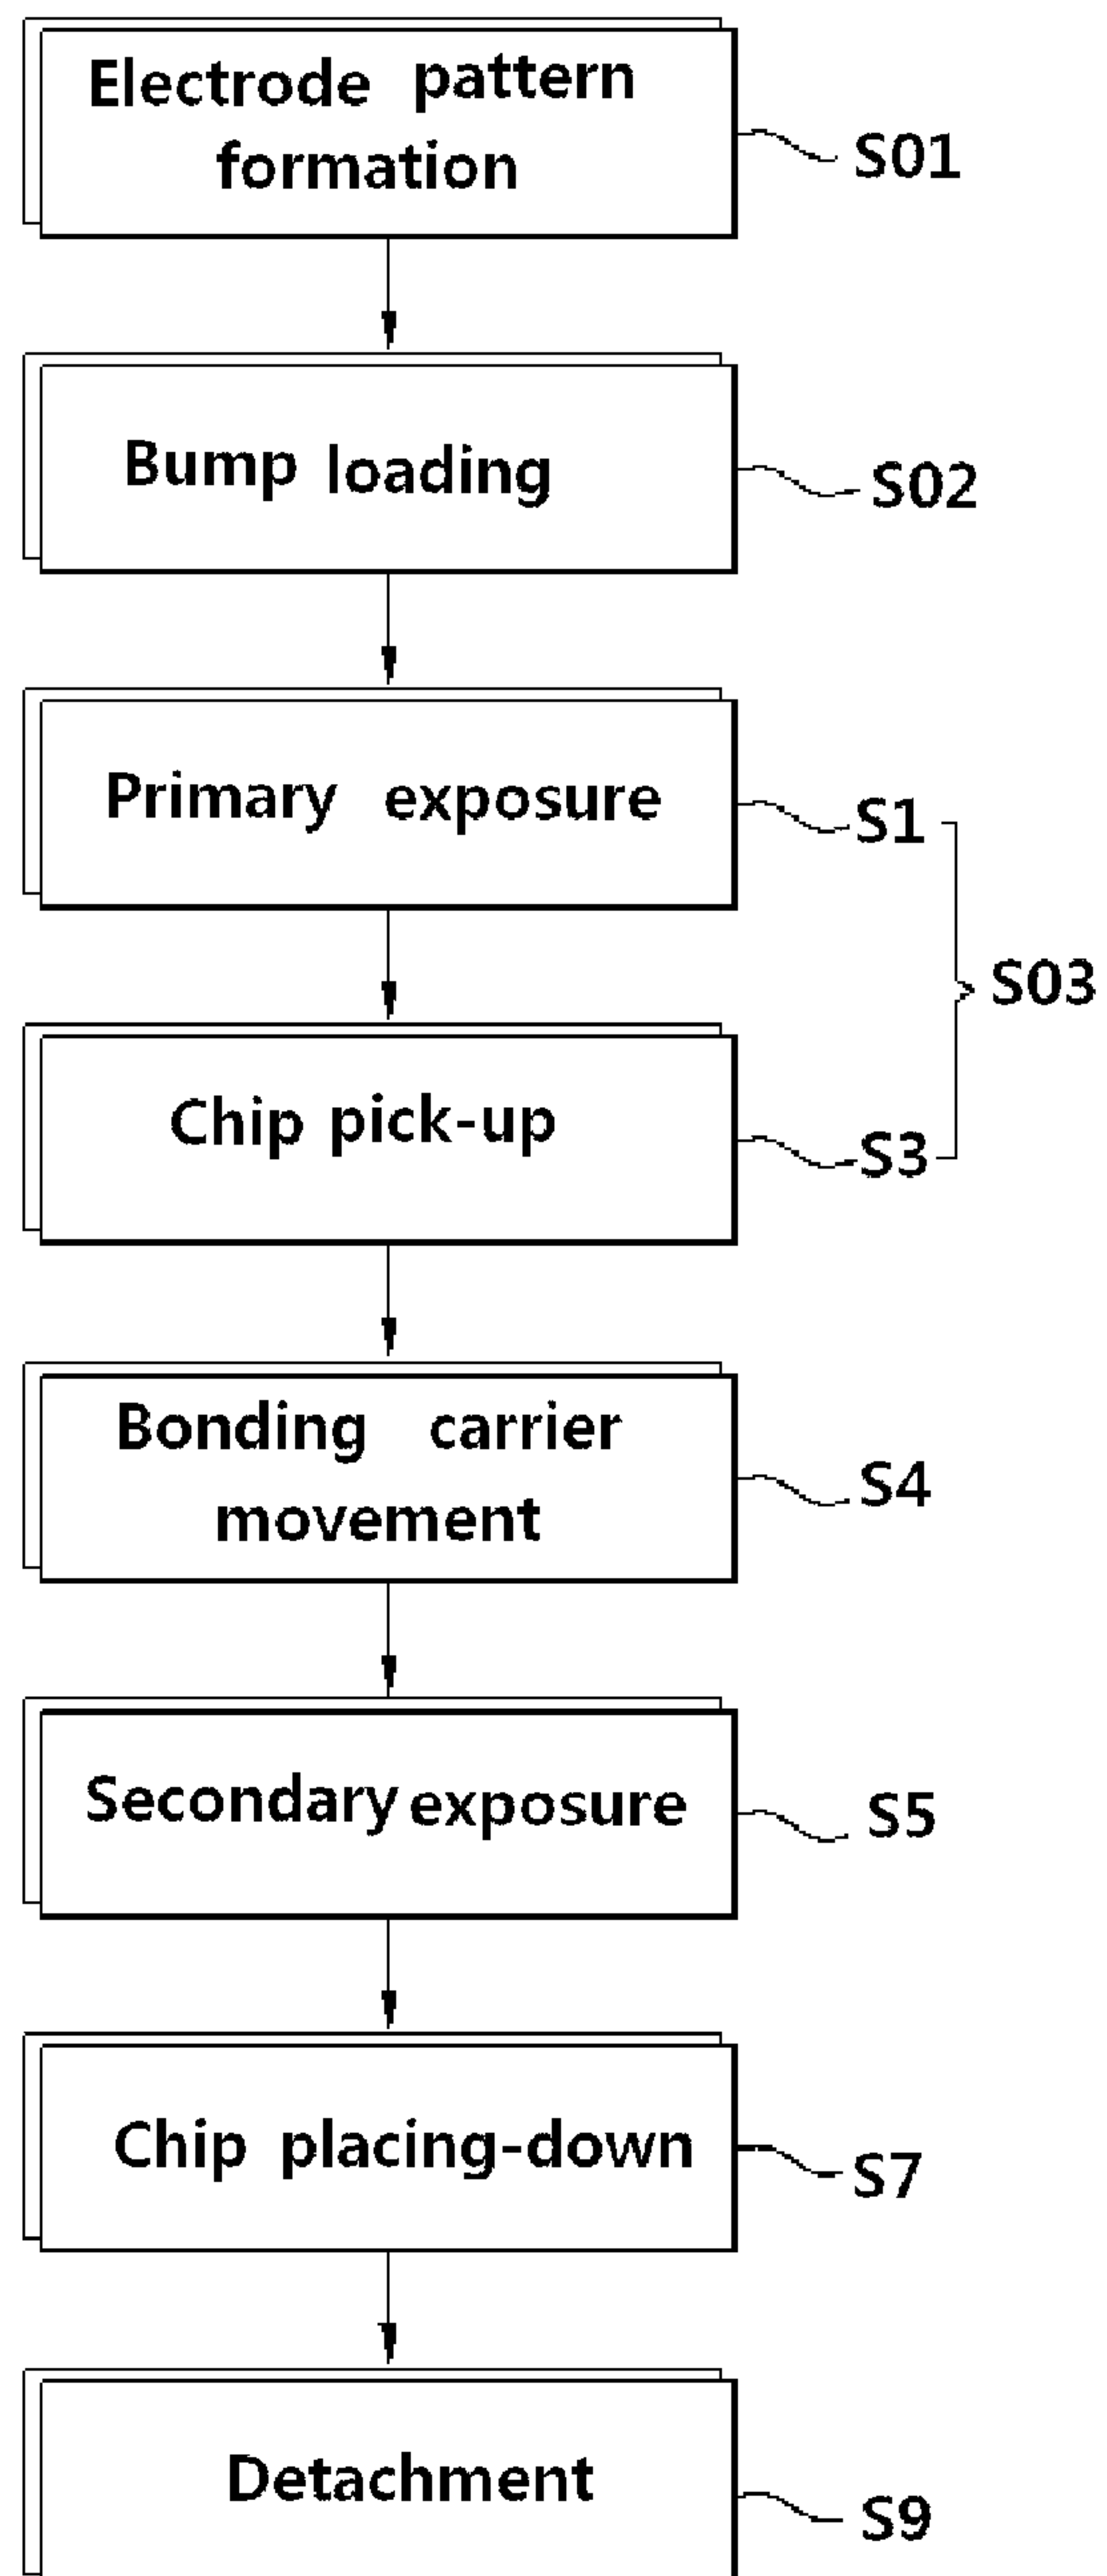 Electrode pattern
formation
S01
Bump loading
S02
Primary exposure
S1
S03
Chip pick-up
S3
Bonding carrier
movement
S4
Secondary exposure
S5
Chip placing-down
S7
Detachment
S9